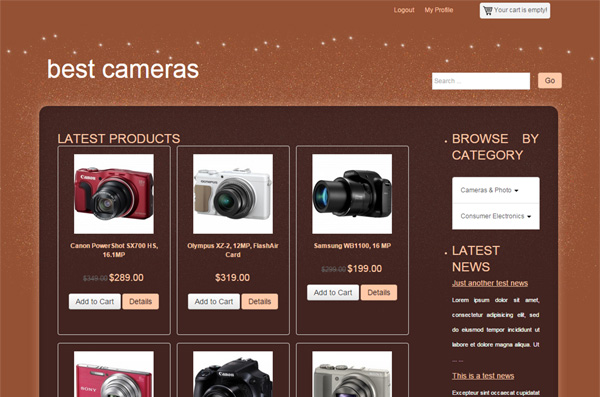 Logout My Profile Your cart is empty!
best cameras
Search ... Go
LATEST PRODUCTS
Canon PowerShot SX700 HS,
16.1MP
$349.00 $289.00
Add to Cart Details
Olympus XZ-2, 12MP, FlashAir
Card
$319.00
Add to Cart Details
Samsung WB1100, 16 MP
$299.00 $199.00
Add to Cart Details
BROWSE BY
CATEGORY
Cameras & Photo
Consumer Electronics
LATEST
NEWS
Just another test news
Lorem ipsum dolor sit amet,
consectetur adipisicing elit, sed
do eiusmod tempor incididunt ut
labore et dolore magna aliqua. Ut
... ...
This is a test news
Excepteur sint occaecat cupidatat
Canon
SONY
Canon